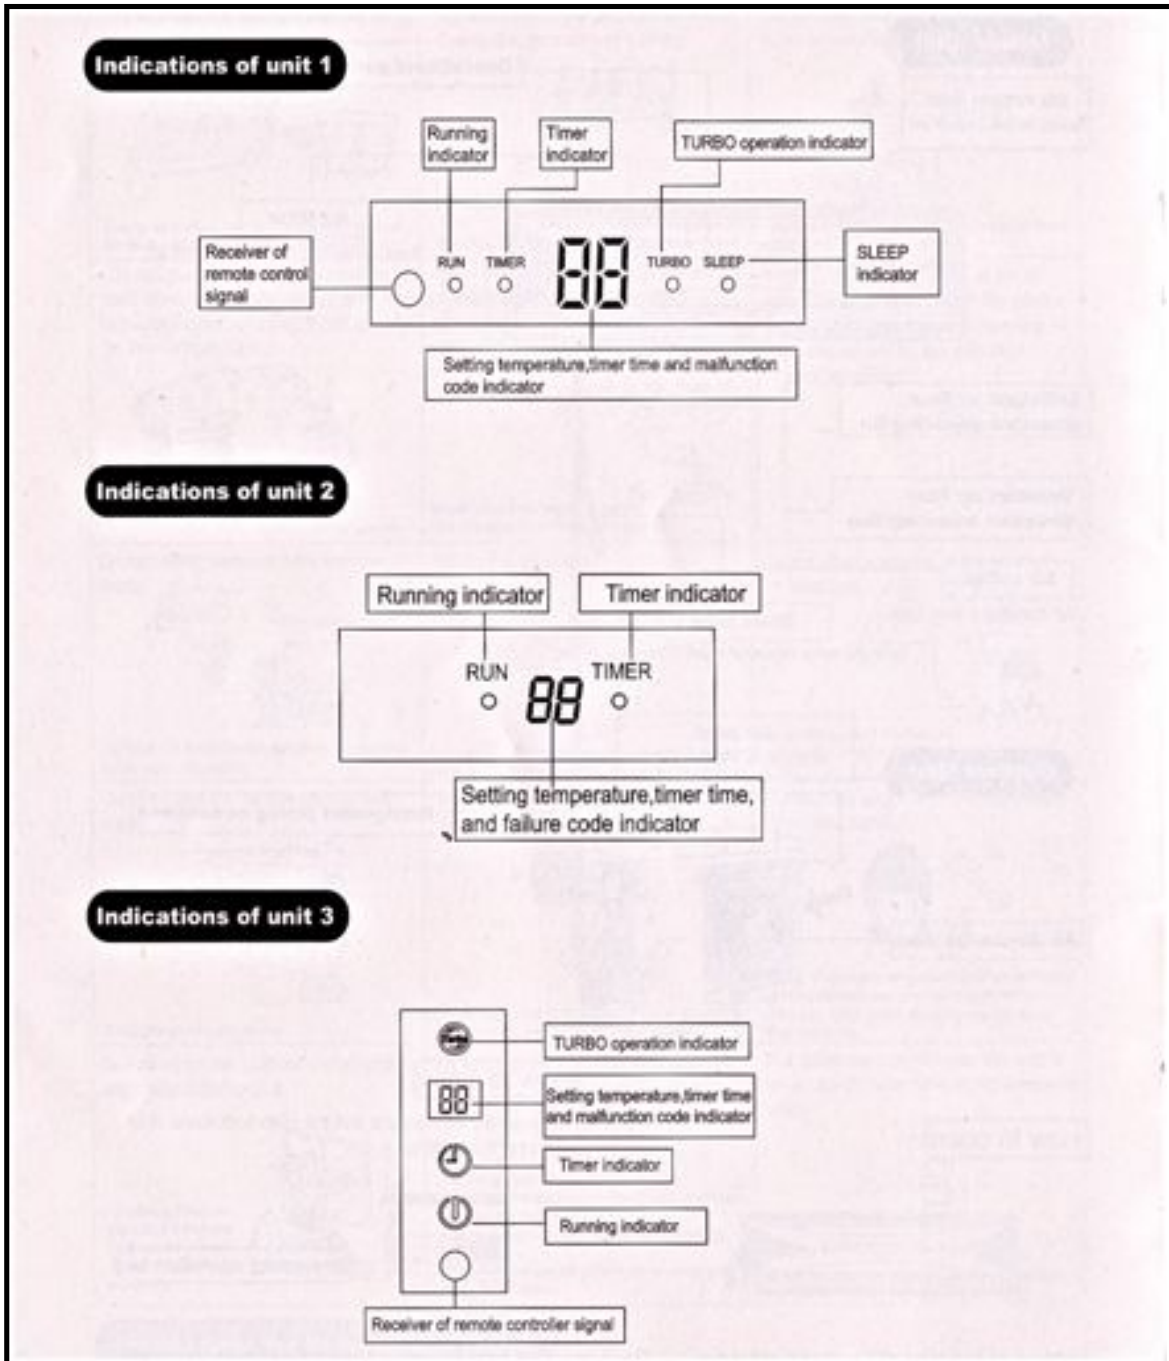 Indications of unit 1
Running
indicator
Timer
indicator
TURBO operation indicator
Receiver of
remote control
signal
RUN
TIMER
88
TURBO
SLEEP
SLEEP
indicator
Setting temperature,timer time and malfunction
code indicator
Indications of unit 2
Running indicator
Timer indicator
RUN
88
TIMER
Setting temperature,timer time,
and failure code indicator
Indications of unit 3
TURBO operation indicator
88
Setting temperature,timer time
and malfunction code indicator
Timer indicator
Running indicator
Receiver of remote controller signal